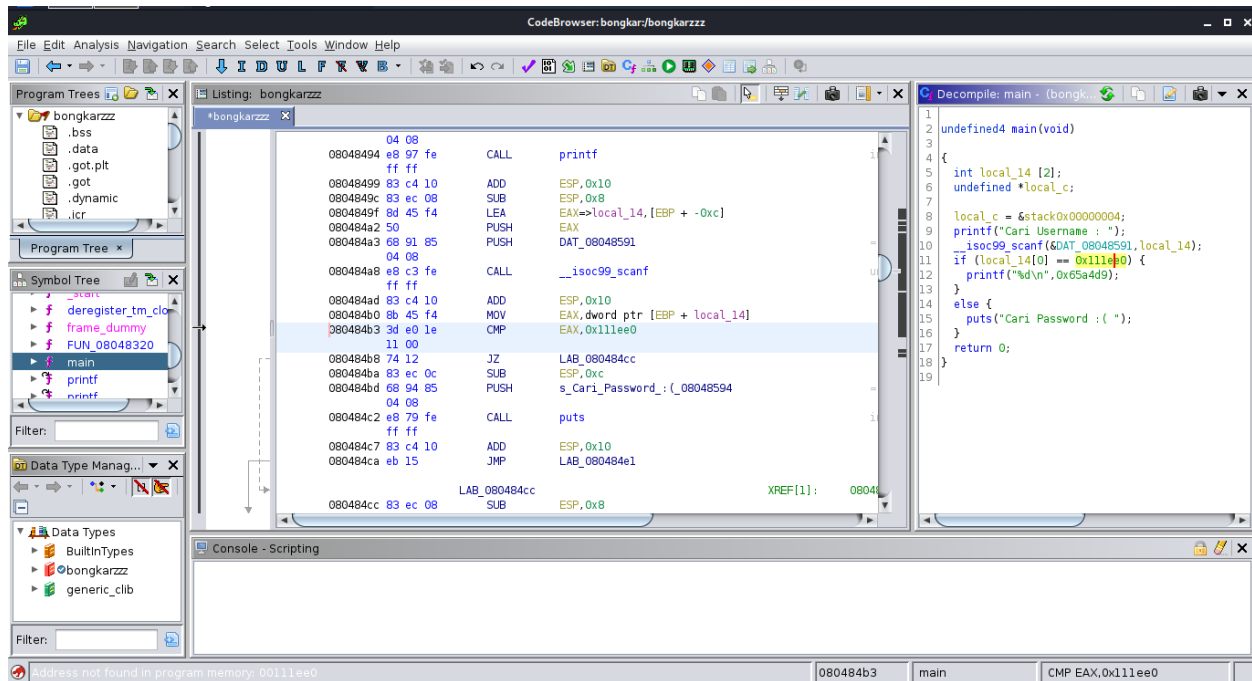 CodeBrowser: bongkar:/bongkarzzz
File Edit Analysis Navigation Search Select Tools Window Help
I D U L F R V B
Program Trees
bongkarzzz
.bss
.data
.got.plt
.got
.dynamic
.jcr
Program Tree ×
Symbol Tree
_start
deregister_tm_clo
frame_dummy
FUN_08048320
main
printf
printf
Filter:
Data Type Manag...
Data Types
BuiltInTypes
bongkarzzz
generic_clib
Filter:
Listing: bongkarzzz
*bongkarzzz
04 08
08048494 e8 97 fe CALL printf
ff ff
08048499 83 c4 10 ADD ESP,0x10
0804849c 83 ec 08 SUB ESP,0x8
0804849f 8d 45 f4 LEA EAX=>local_14,[EBP + -0xc]
080484a2 50 PUSH EAX
080484a3 68 91 85 PUSH DAT_08048591
04 08
080484a8 e8 c3 fe CALL __isoc99_scanf
ff ff
080484ad 83 c4 10 ADD ESP,0x10
080484b0 8b 45 f4 MOV EAX,dword ptr [EBP + local_14]
080484b3 3d e0 1e CMP EAX,0x111ee0
11 00
080484b8 74 12 JZ LAB_080484cc
080484ba 83 ec 0c SUB ESP,0xc
080484bd 68 94 85 PUSH s_Cari_Password_:(_08048594
04 08
080484c2 e8 79 fe CALL puts
ff ff
080484c7 83 c4 10 ADD ESP,0x10
080484ca eb 15 JMP LAB_080484e1
LAB_080484cc XREF[1]: 0804
080484cc 83 ec 08 SUB ESP,0x8
Decompile: main - (bongk...
1
2 undefined4 main(void)
3
4 {
5 int local_14 [2];
6 undefined *local_c;
7
8 local_c = &stack0x00000004;
9 printf("Cari Username : ");
10 __isoc99_scanf(&DAT_08048591,local_14);
11 if (local_14[0] == 0x111ee0) {
12 printf("%d\n",0x65a4d9);
13 }
14 else {
15 puts("Cari Password :( ");
16 }
17 return 0;
18 }
19
Console - Scripting
Address not found in program memory: 00111ee0
080484b3
main
CMP EAX,0x111ee0